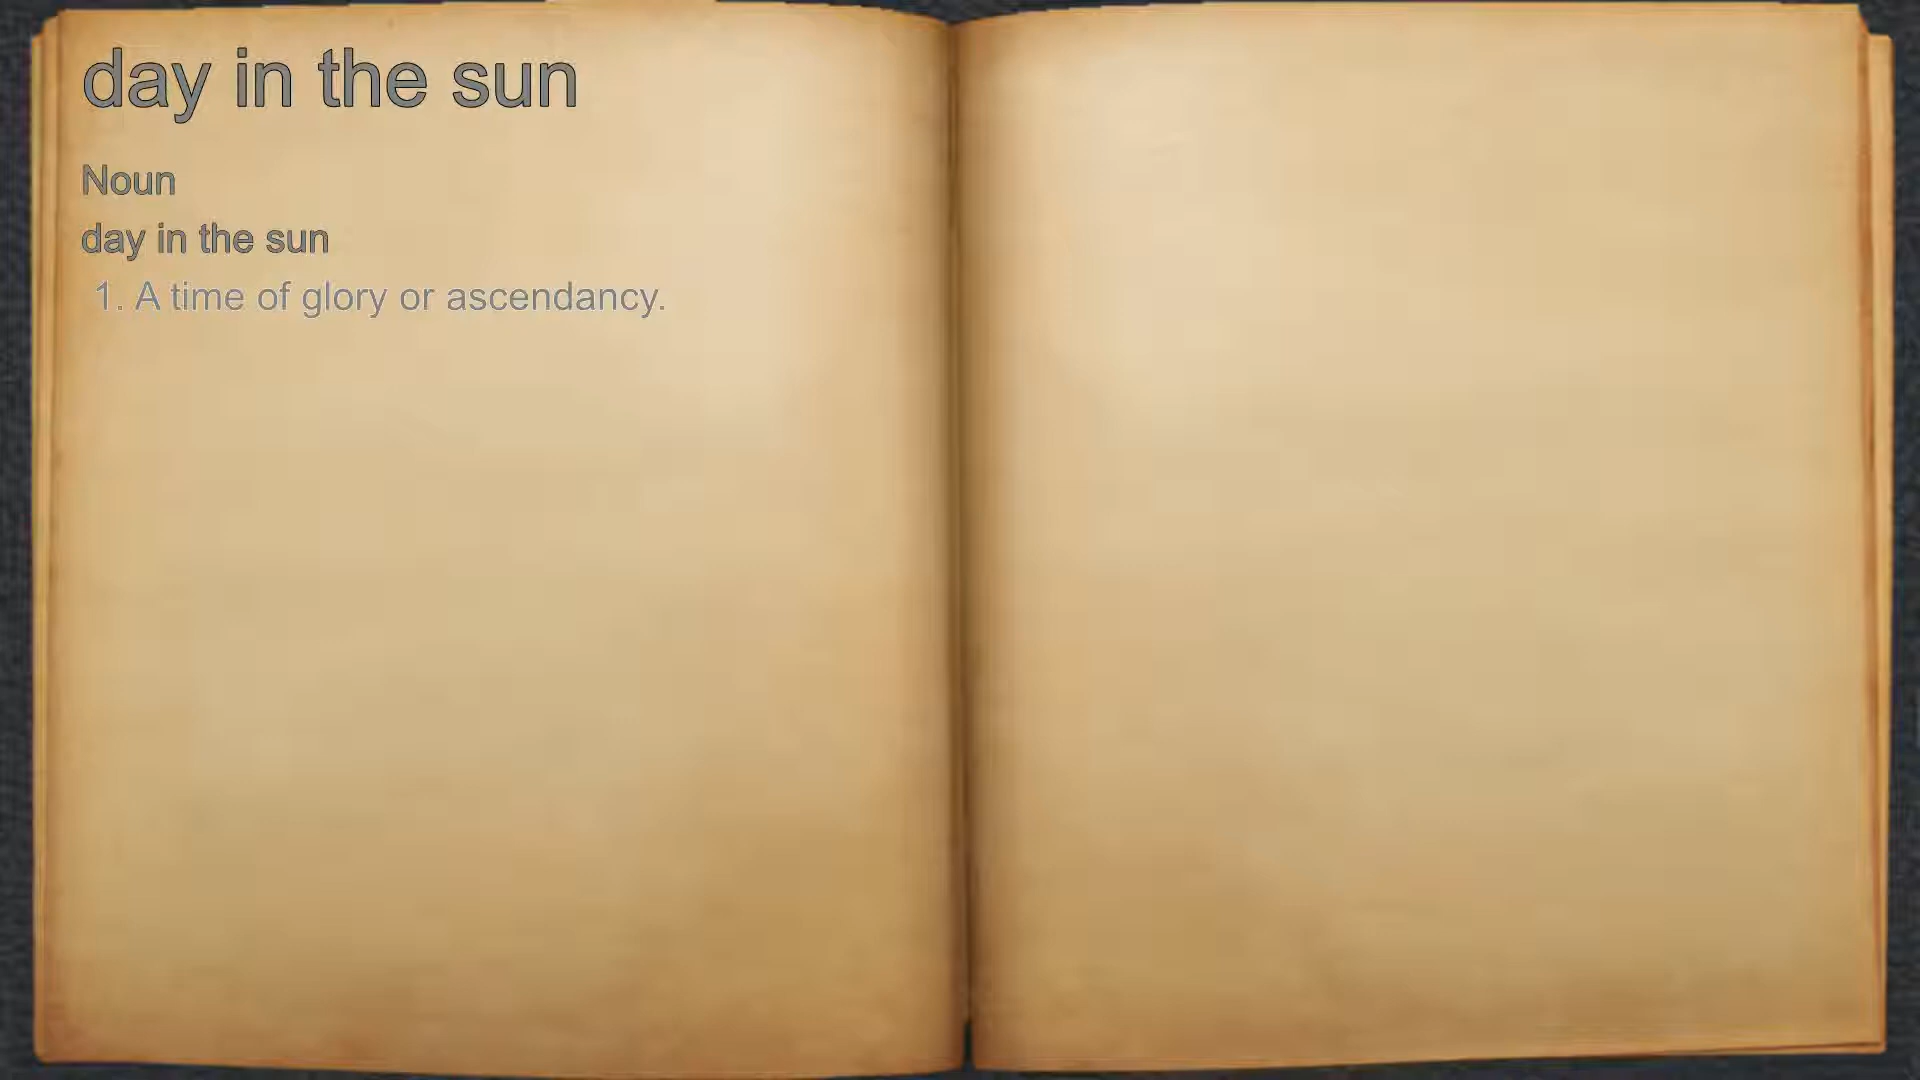 day in the sun
Noun
day in the sun
1. A time of glory or ascendancy.